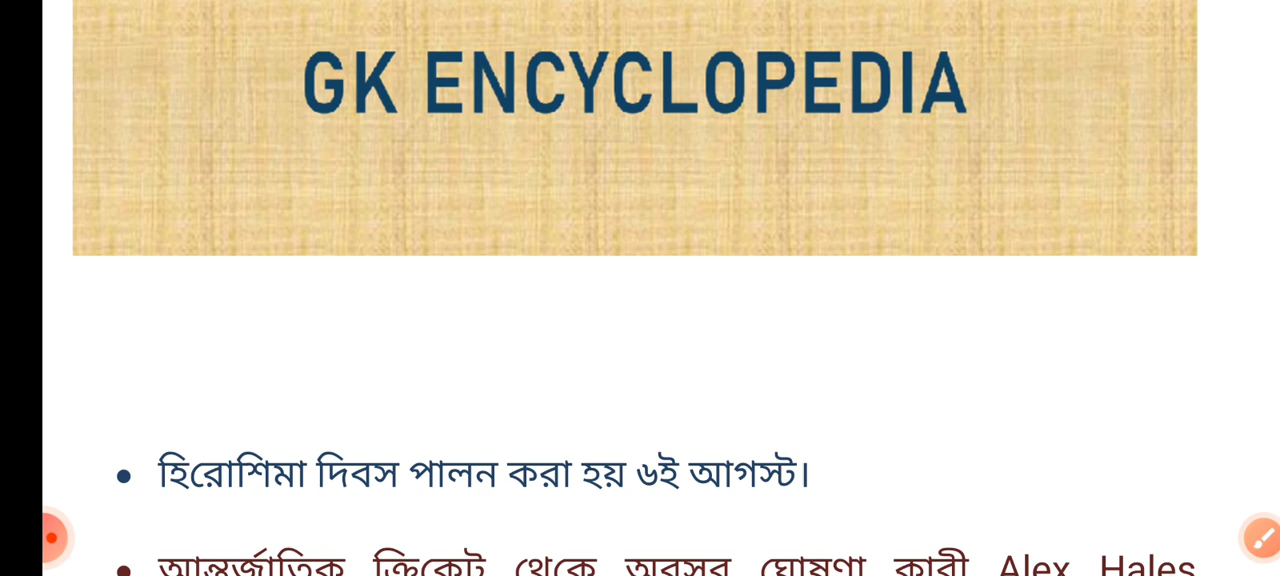 GK ENCYCLOPEDIA
• হিরোশিমা দিবস পালন করা হয় ৬ই আগস্ট।
• আন্তর্জাতিক ক্রিকেট থেকে অবসর ঘোষণা কারী Alex Hales